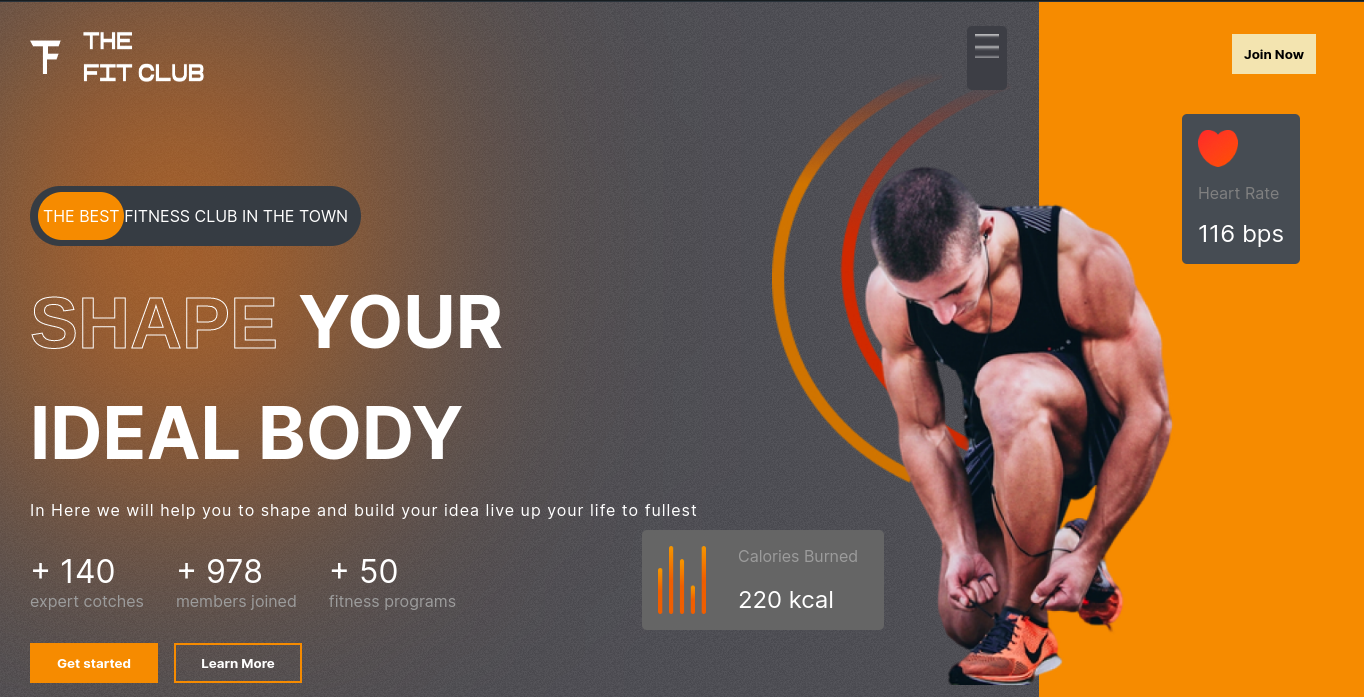 THE
FIT CLUB
Join Now
Heart Rate
116 bps
THE BEST FITNESS CLUB IN THE TOWN
SHAPE YOUR
IDEAL BODY
In Here we will help you to shape and build your idea live up your life to fullest
+ 140
expert cotches
+ 978
members joined
+ 50
fitness programs
Calories Burned
220 kcal
Get started
Learn More